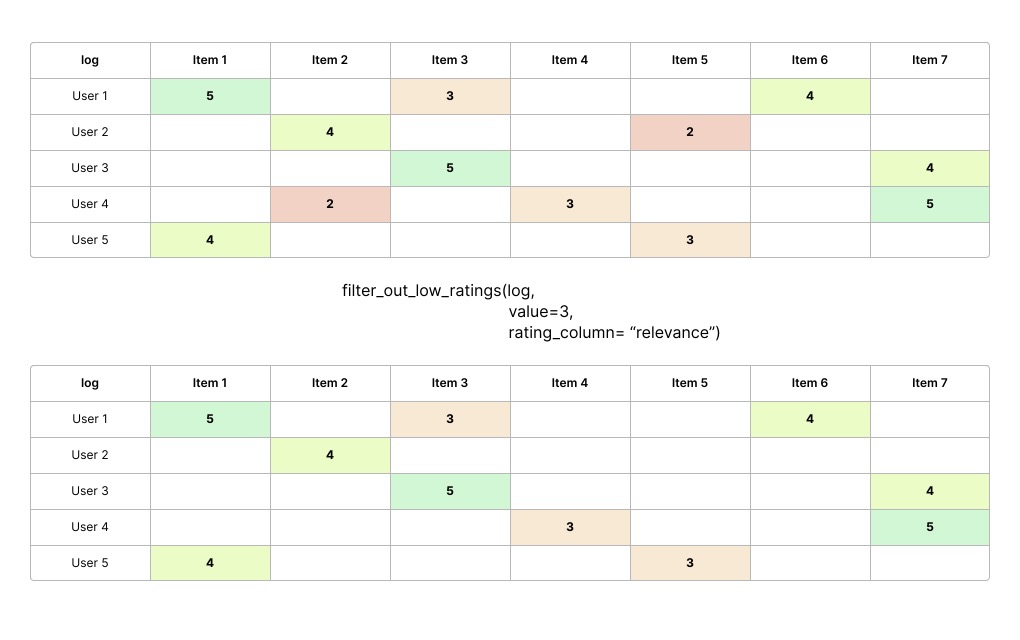 log Item 1 Item 2 Item 3 Item 4 Item 5 Item 6 Item 7
User 1 5 3 4
User 2 4 2
User 3 5 4
User 4 2 3 5
User 5 4 3
filter_out_low_ratings(log,
value=3,
rating_column= “relevance”)
log Item 1 Item 2 Item 3 Item 4 Item 5 Item 6 Item 7
User 1 5 3 4
User 2 4
User 3 5 4
User 4 3 5
User 5 4 3